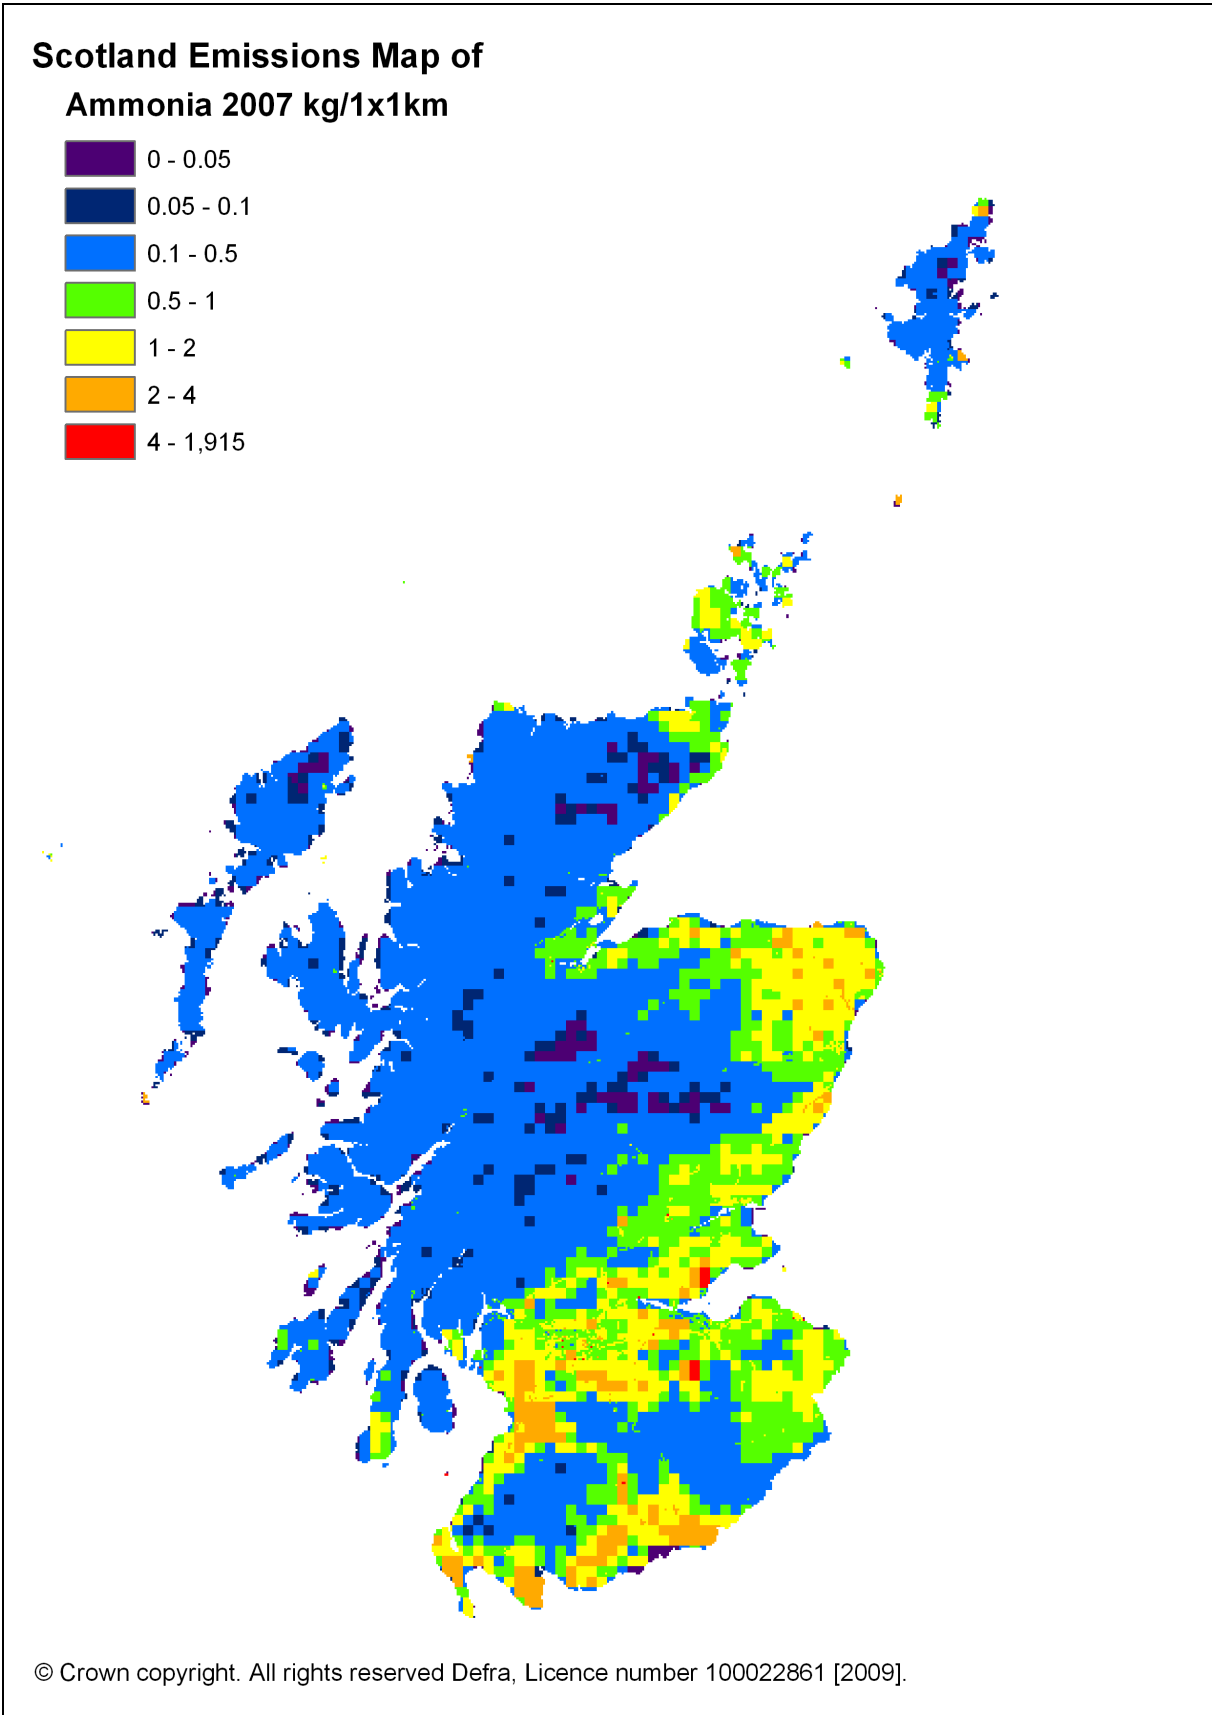 Scotland Emissions Map of
Ammonia 2007 kg/1x1km
0 - 0.05
0.05 - 0.1
0.1 - 0.5
0.5 - 1
1 - 2
2 - 4
4 - 1,915
© Crown copyright. All rights reserved Defra, Licence number 100022861 [2009].